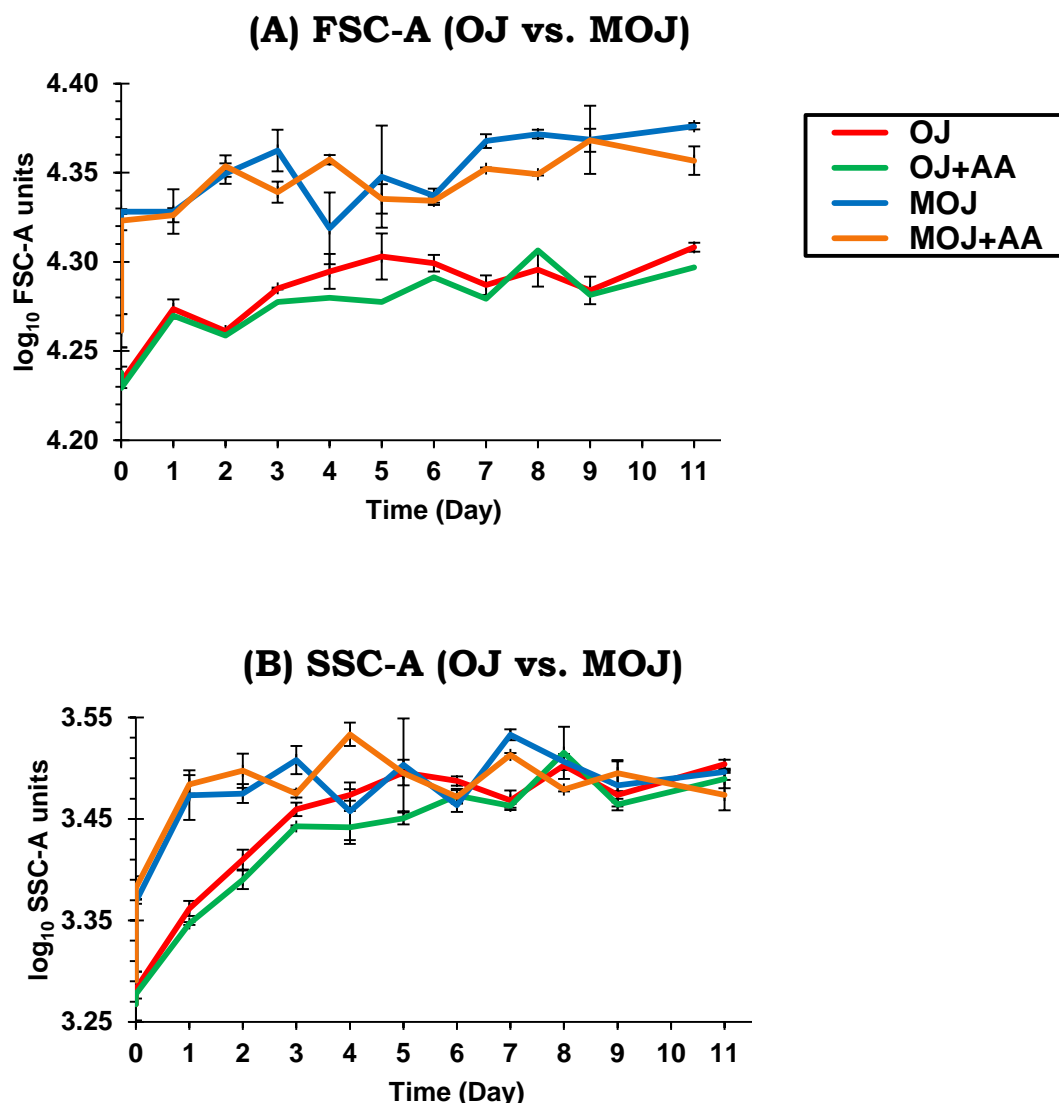 (A) FSC-A (OJ vs. MOJ)
4.40
4.35
4.30
4.25
4.20
log₁₀ FSC-A units
0 1 2 3 4 5 6 7 8 9 10 11
Time (Day)
OJ
OJ+AA
MOJ
MOJ+AA
(B) SSC-A (OJ vs. MOJ)
3.55
3.45
3.35
3.25
log₁₀ SSC-A units
0 1 2 3 4 5 6 7 8 9 10 11
Time (Day)